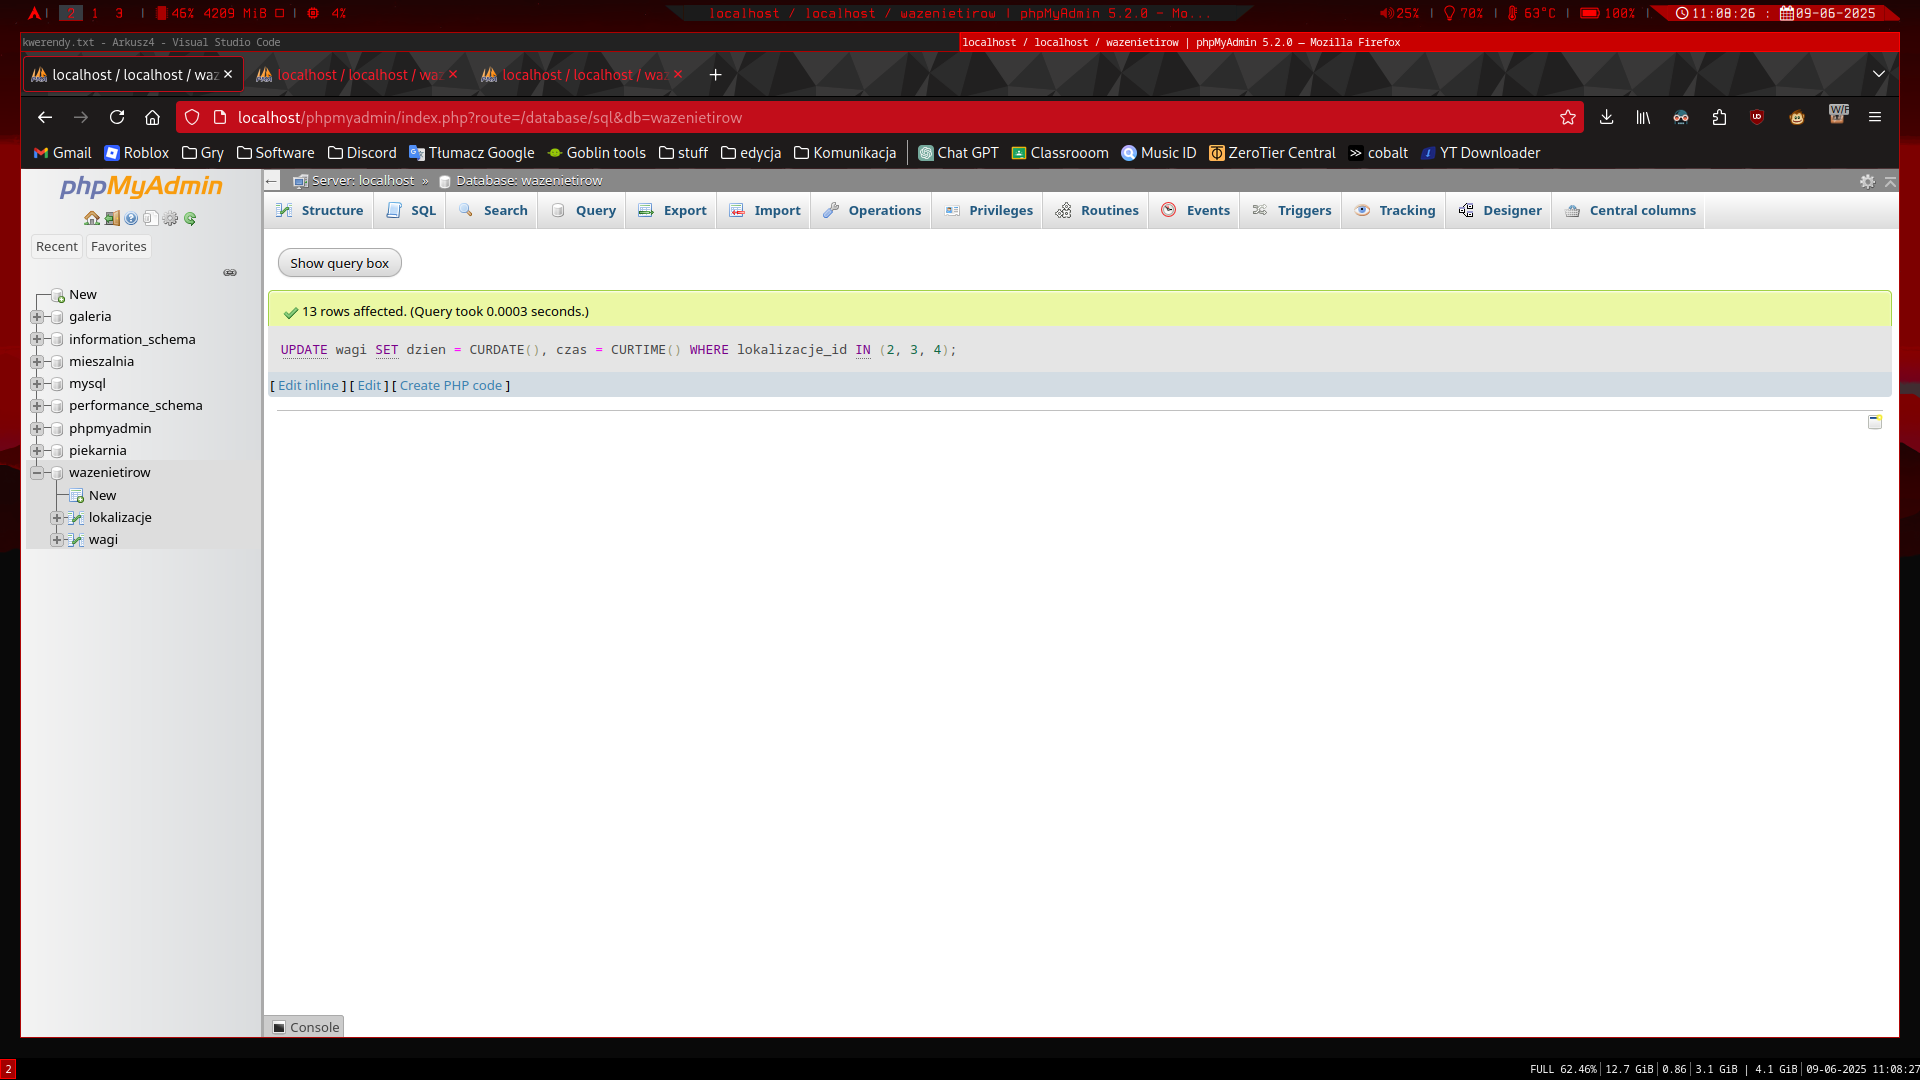 2 1 3 46% 4209 MiB 4%
localhost / localhost / wazenietirow | phpMyAdmin 5.2.0 — Mo...
25% | 70% | 63°C | 100% | 11:08:26 : 09-06-2025
kwerendy.txt - Arkusz4 - Visual Studio Code
localhost / localhost / wazenietirow | phpMyAdmin 5.2.0 — Mozilla Firefox
localhost / localhost / waz
localhost / localhost / waz
localhost / localhost / waz
localhost/phpmyadmin/index.php?route=/database/sql&db=wazenietirow
Gmail Roblox Gry Software Discord Tłumacz Google Goblin tools stuff edycja Komunikacja Chat GPT Classrooom Music ID ZeroTier Central cobalt YT Downloader
phpMyAdmin
Server: localhost » Database: wazenietirow
Structure SQL Search Query Export Import Operations Privileges Routines Events Triggers Tracking Designer Central columns
Recent Favorites
New
galeria
information_schema
mieszalnia
mysql
performance_schema
phpmyadmin
piekarnia
wazenietirow
New
lokalizacje
wagi
Show query box
13 rows affected. (Query took 0.0003 seconds.)
UPDATE wagi SET dzien = CURDATE(), czas = CURTIME() WHERE lokalizacje_id IN (2, 3, 4);
[ Edit inline ] [ Edit ] [ Create PHP code ]
Console
2
FULL 62.46% | 12.7 GiB | 0.86 | 3.1 GiB | 4.1 GiB | 09-06-2025 11:08:27